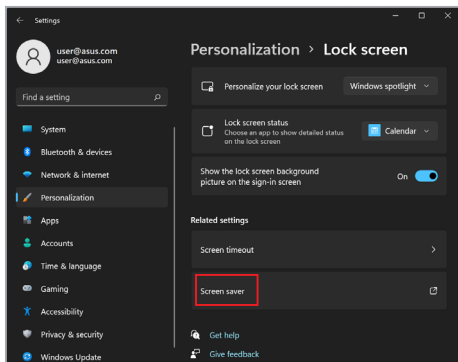 Settings
user@asus.com
user@asus.com
Find a setting
System
Bluetooth & devices
Network & internet
Personalization
Apps
Accounts
Time & language
Gaming
Accessibility
Privacy & security
Windows Update
Personalization > Lock screen
Personalize your lock screen
Windows spotlight
Lock screen status
Choose an app to show detailed status
on the lock screen
Calendar
Show the lock screen background
picture on the sign-in screen
On
Related settings
Screen timeout
Screen saver
Get help
Give feedback